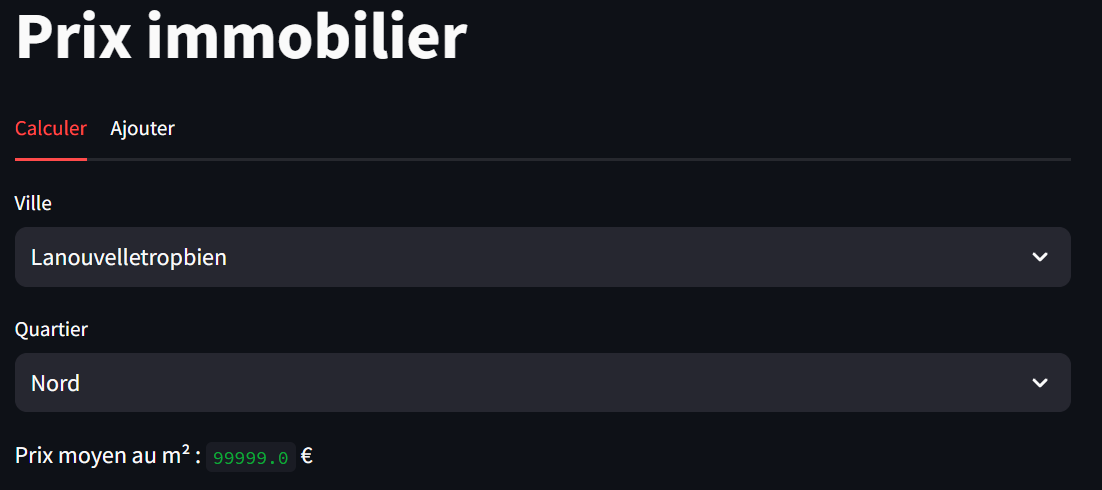 Prix immobilier
Calculer Ajouter
Ville
Lanouvelletropbien
Quartier
Nord
Prix moyen au m² : 99999.0 €